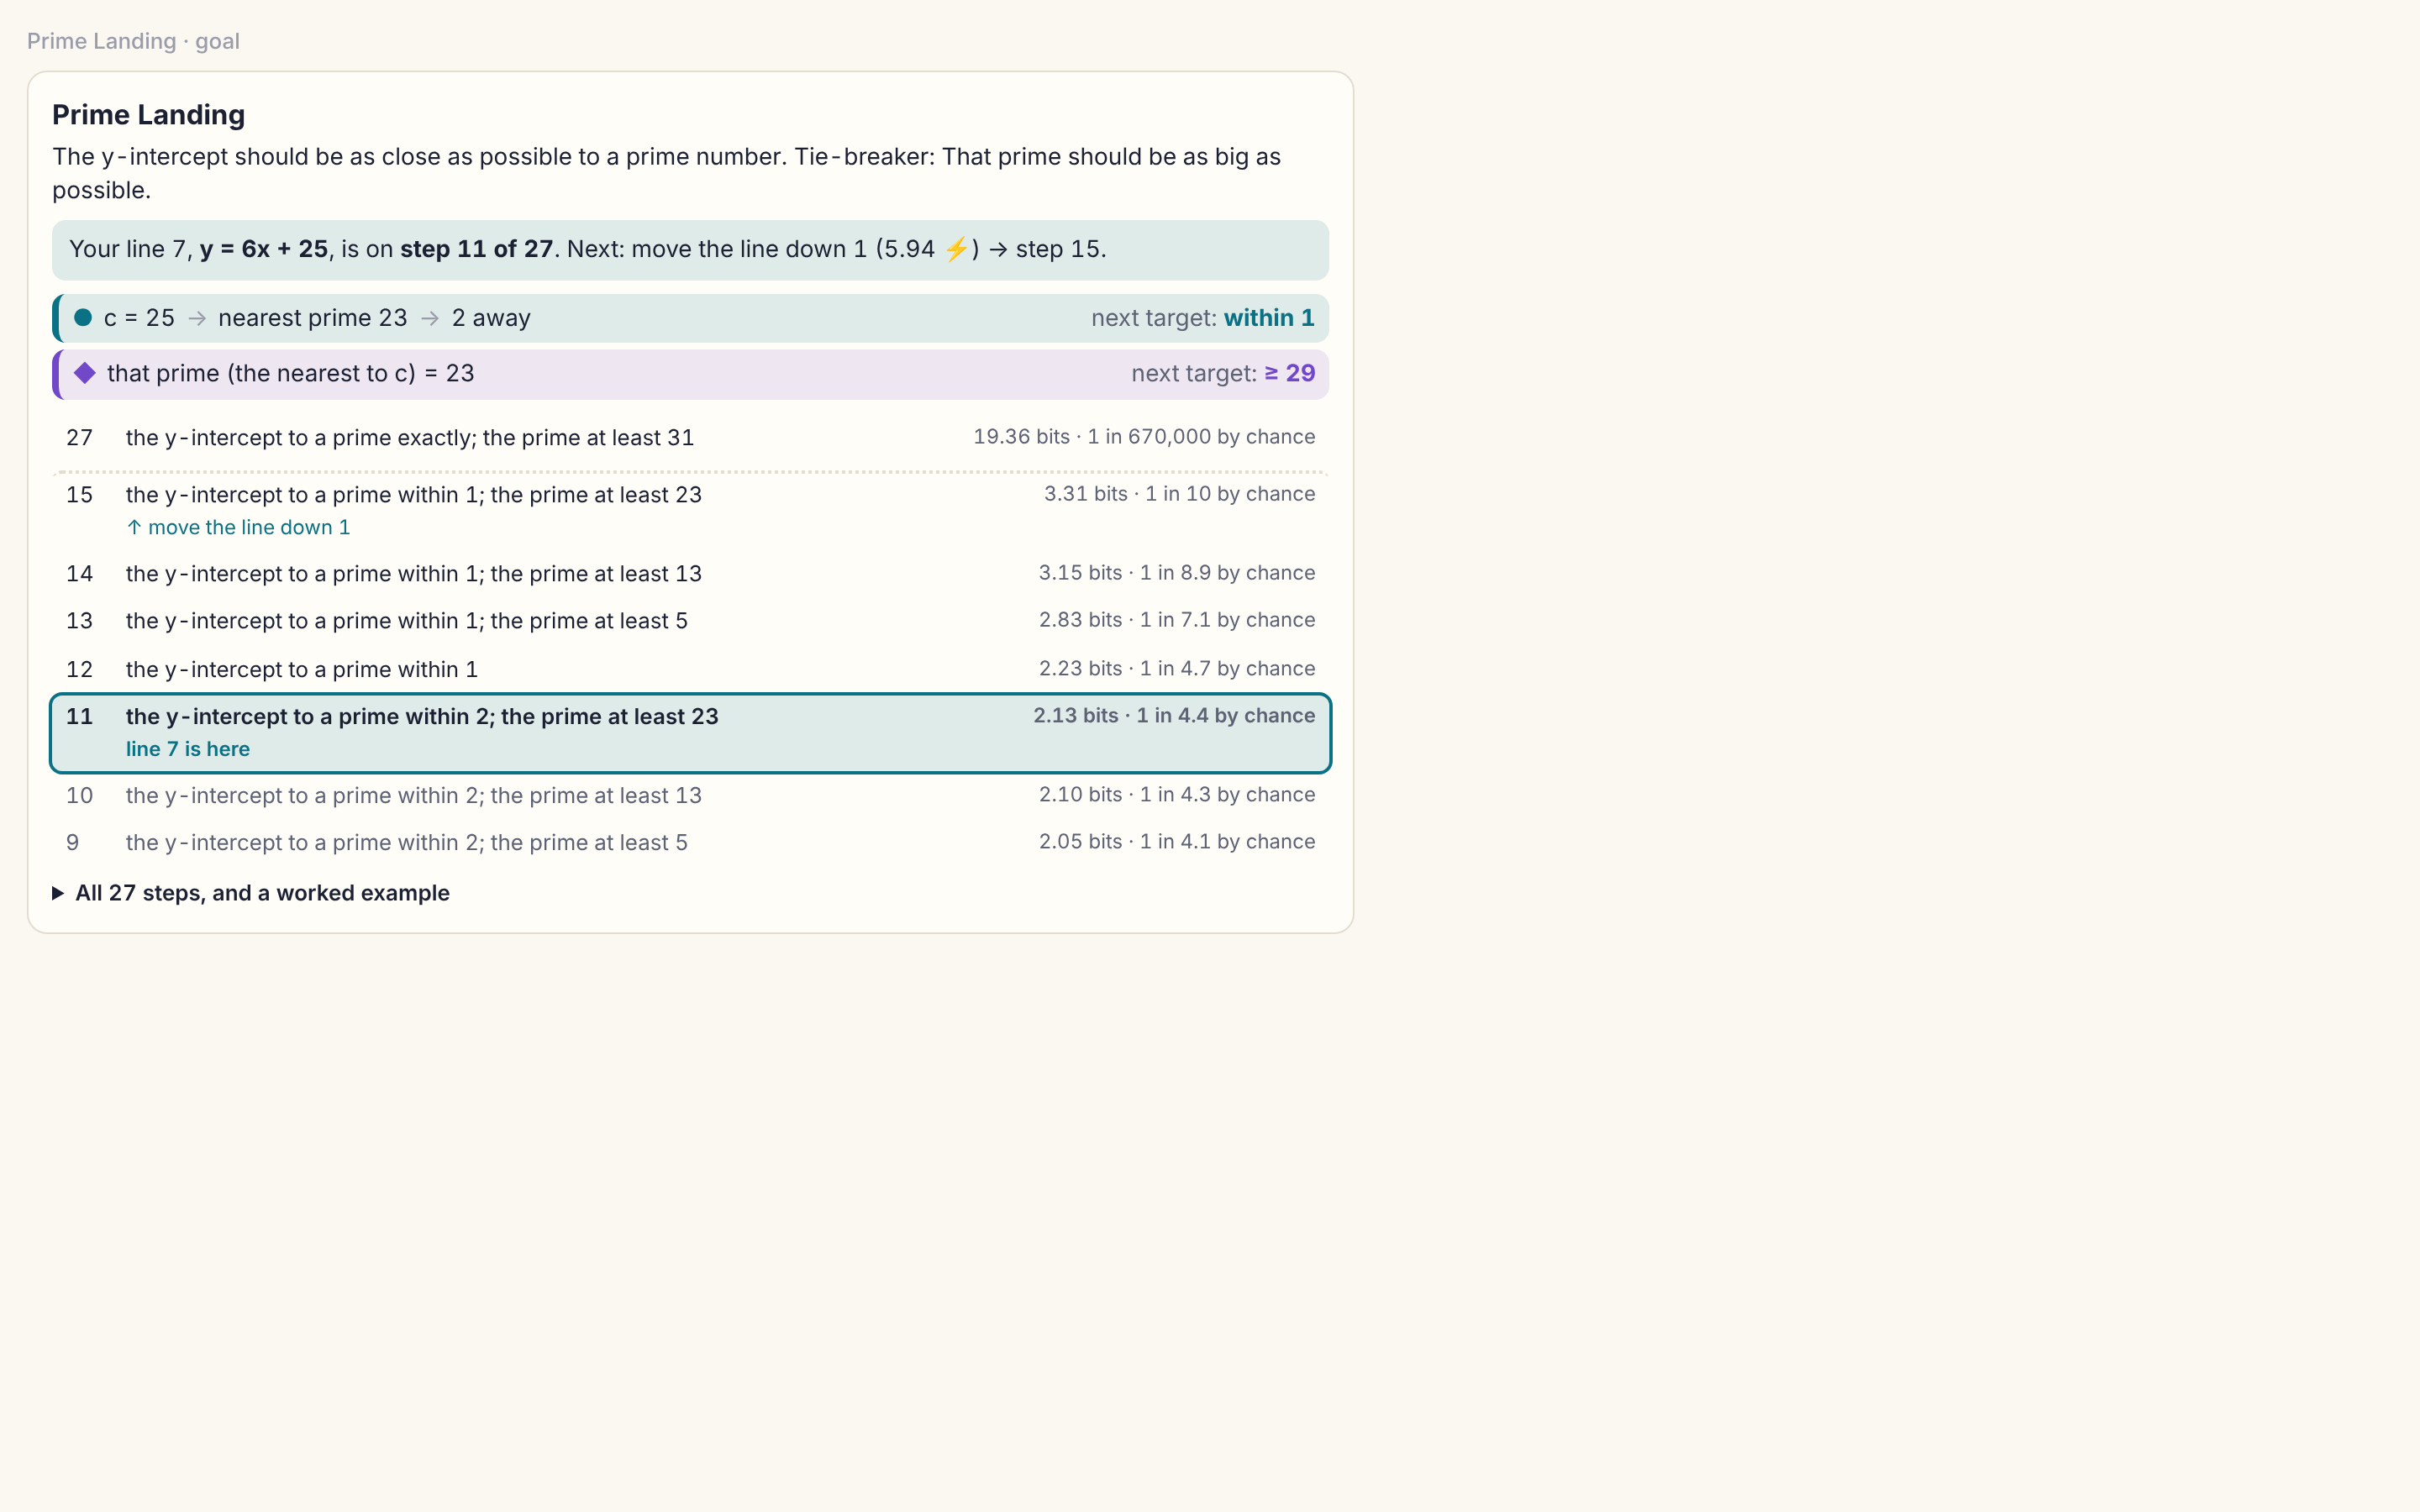 Prime Landing · goal
Prime Landing
The y-intercept should be as close as possible to a prime number. Tie-breaker: That prime should be as big as
possible.
Your line 7, y = 6x + 25, is on step 11 of 27. Next: move the line down 1 (5.94 ⚡) → step 15.
c = 25 → nearest prime 23 → 2 away next target: within 1
that prime (the nearest to c) = 23 next target: ≥ 29
27 the y-intercept to a prime exactly; the prime at least 31 19.36 bits · 1 in 670,000 by chance
15 the y-intercept to a prime within 1; the prime at least 23 3.31 bits · 1 in 10 by chance
↑ move the line down 1
14 the y-intercept to a prime within 1; the prime at least 13 3.15 bits · 1 in 8.9 by chance
13 the y-intercept to a prime within 1; the prime at least 5 2.83 bits · 1 in 7.1 by chance
12 the y-intercept to a prime within 1 2.23 bits · 1 in 4.7 by chance
11 the y-intercept to a prime within 2; the prime at least 23 2.13 bits · 1 in 4.4 by chance
line 7 is here
10 the y-intercept to a prime within 2; the prime at least 13 2.10 bits · 1 in 4.3 by chance
9 the y-intercept to a prime within 2; the prime at least 5 2.05 bits · 1 in 4.1 by chance
▶ All 27 steps, and a worked example